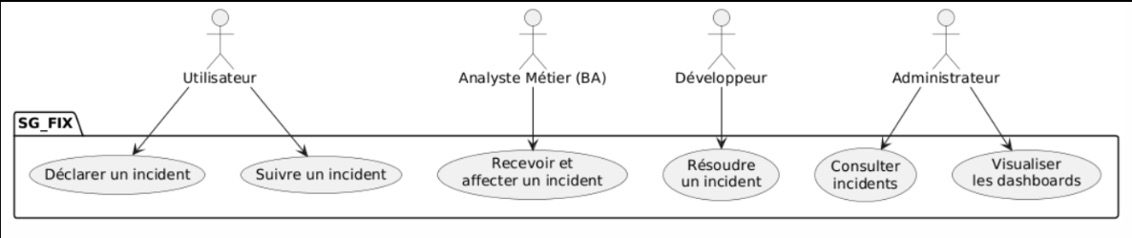 Utilisateur
Analyste Métier (BA)
Développeur
Administrateur
SG_FIX
Déclarer un incident
Suivre un incident
Recevoir et
affecter un incident
Résoudre
un incident
Consulter
incidents
Visualiser
les dashboards